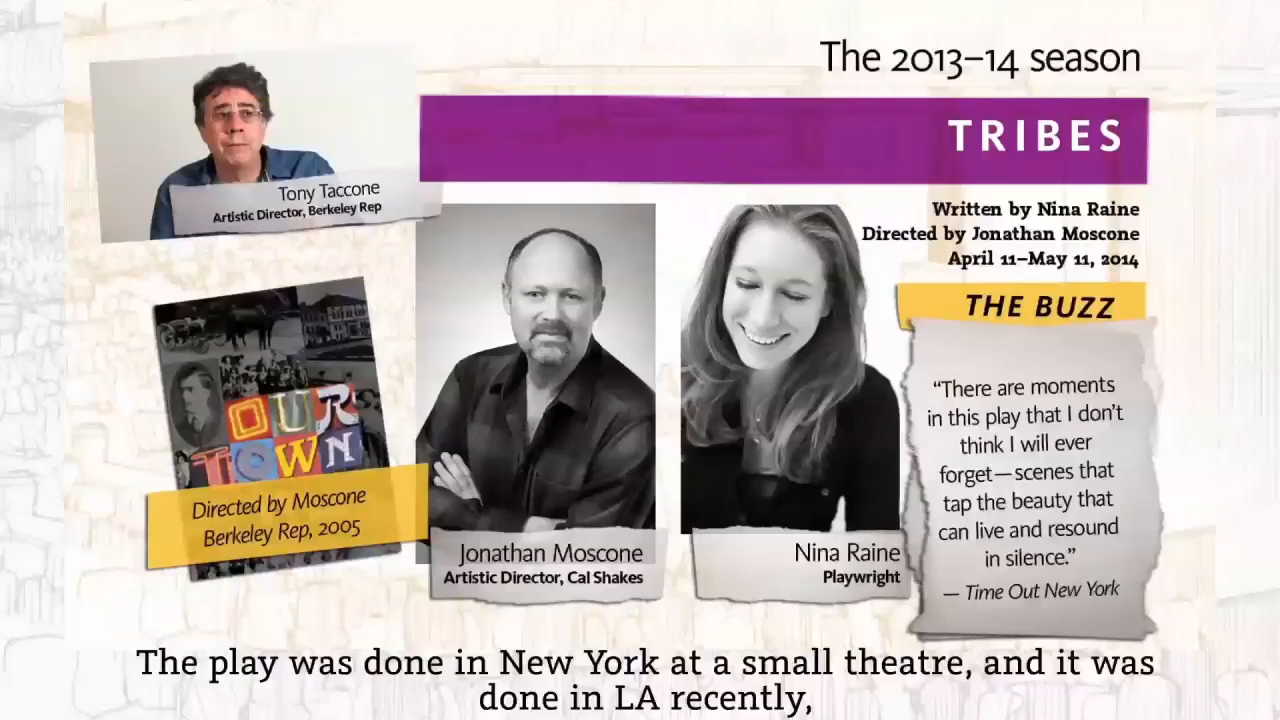 The 2013–14 season
TRIBES
Tony Taccone
Artistic Director, Berkeley Rep
Written by Nina Raine
Directed by Jonathan Moscone
April 11–May 11, 2014
THE BUZZ
“There are moments
in this play that I don’t
think I will ever
forget—scenes that
tap the beauty that
can live and resound
in silence.”
— Time Out New York
OUR
TOWN
Directed by Moscone
Berkeley Rep, 2005
Jonathan Moscone
Artistic Director, Cal Shakes
Nina Raine
Playwright
The play was done in New York at a small theatre, and it was
done in LA recently,